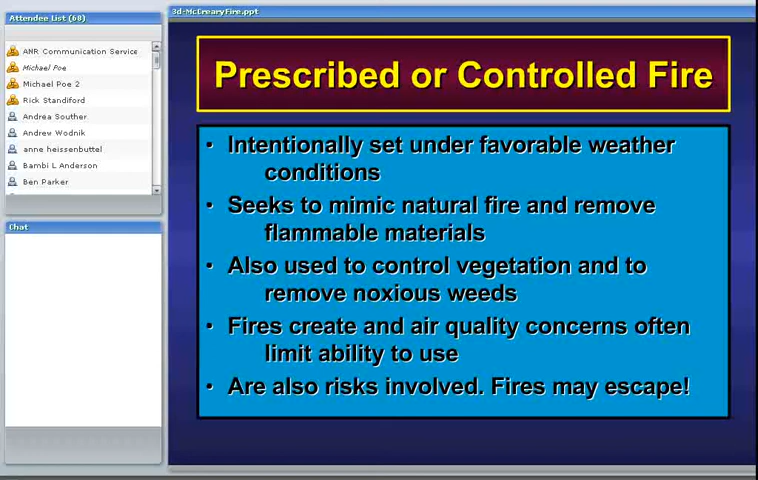 Attendee List (60)
ANR Communication Service
Michael Poe
Michael Poe 2
Rick Standiford
Andrea Souther
Andrew Wodnik
anne heissenbuttel
Bambi L Anderson
Ben Parker
Chat
3d-McCrearyFire.ppt
Prescribed or Controlled Fire
• Intentionally set under favorable weather
conditions
• Seeks to mimic natural fire and remove
flammable materials
• Also used to control vegetation and to
remove noxious weeds
• Fires create and air quality concerns often
limit ability to use
• Are also risks involved. Fires may escape!